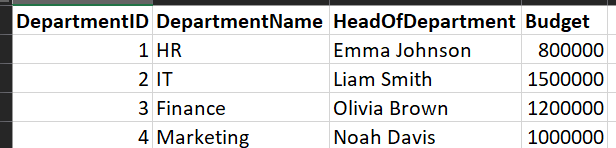 DepartmentID DepartmentName HeadOfDepartment Budget
1 HR Emma Johnson 800000
2 IT Liam Smith 1500000
3 Finance Olivia Brown 1200000
4 Marketing Noah Davis 1000000